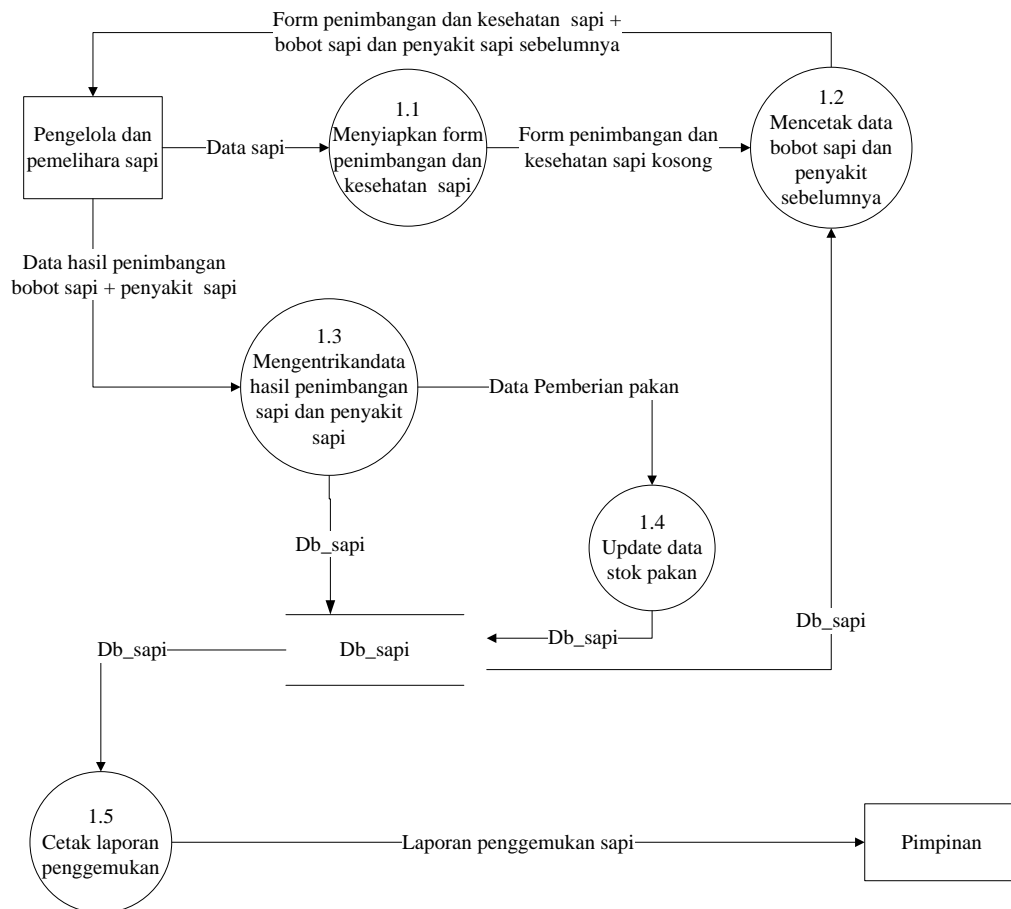 Form penimbangan dan kesehatan  sapi +
bobot sapi dan penyakit sapi sebelumnya
Pengelola dan
pemelihara sapi
Data sapi
1.1
Menyiapkan form
penimbangan dan
kesehatan  sapi
Form penimbangan dan
kesehatan sapi kosong
1.2
Mencetak data
bobot sapi dan
penyakit
sebelumnya
Data hasil penimbangan
bobot sapi + penyakit  sapi
1.3
Mengentrikandata
hasil penimbangan
sapi dan penyakit
sapi
Data Pemberian pakan
1.4
Update data
stok pakan
Db_sapi
Db_sapi
Db_sapi
Db_sapi
Db_sapi
1.5
Cetak laporan
penggemukan
Laporan penggemukan sapi
Pimpinan